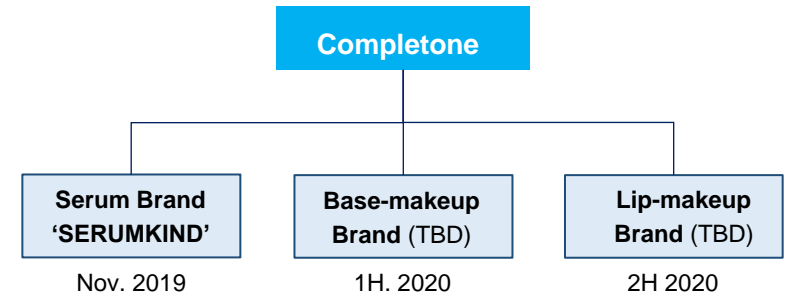 Completone
Serum Brand
‘SERUMKIND’
Base-makeup
Brand (TBD)
Lip-makeup
Brand (TBD)
Nov. 2019
1H. 2020
2H 2020